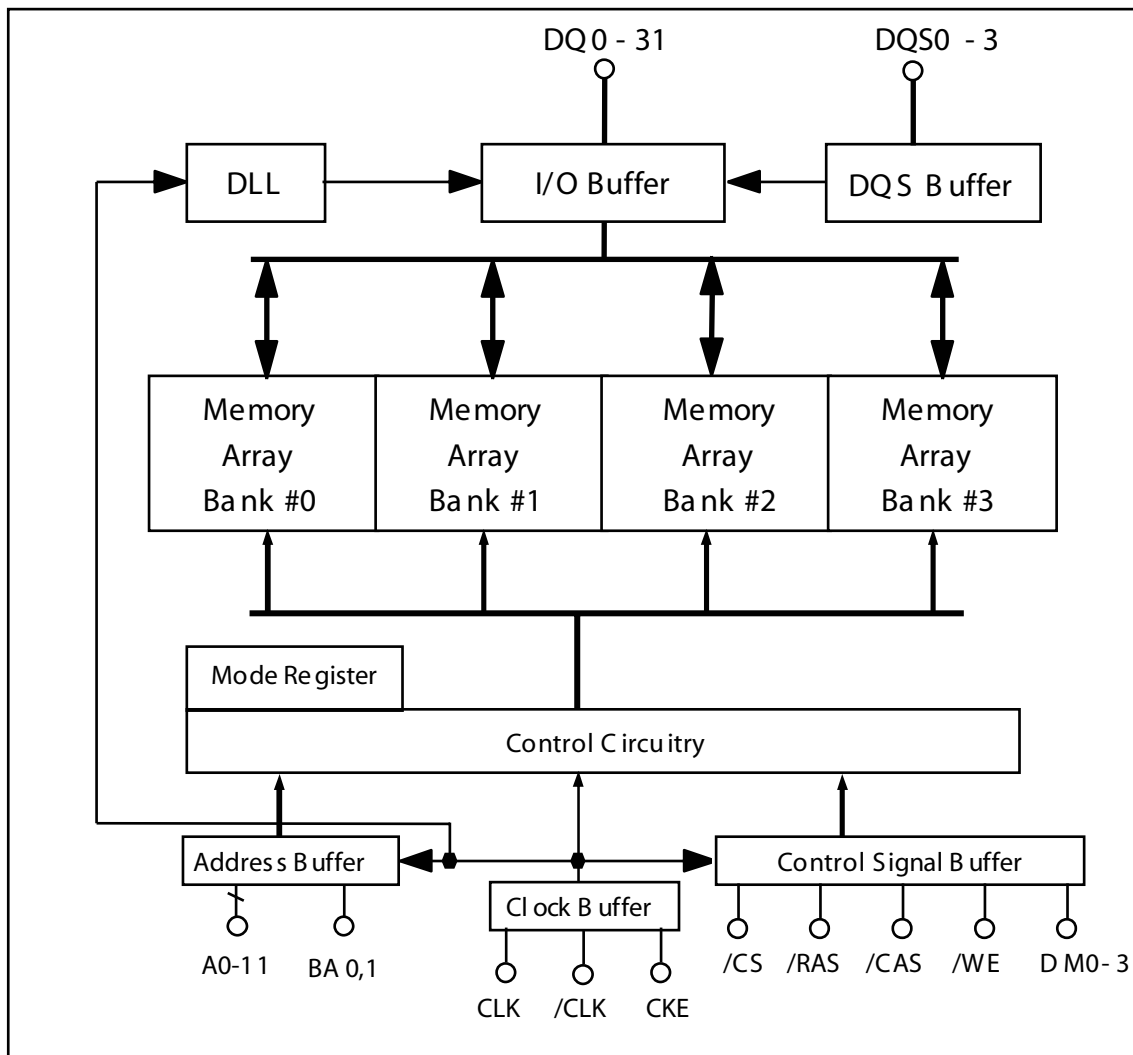 DQ0 - 31
DQS0 - 3
DLL
I/O Buffer
DQS Buffer
Memory
Array
Bank #0
Memory
Array
Bank #1
Memory
Array
Bank #2
Memory
Array
Bank #3
Mode Register
Control Circuitry
Address Buffer
Clock Buffer
Control Signal Buffer
A0-11
BA 0,1
CLK
/CLK
CKE
/CS
/RAS
/CAS
/WE
DM0-3